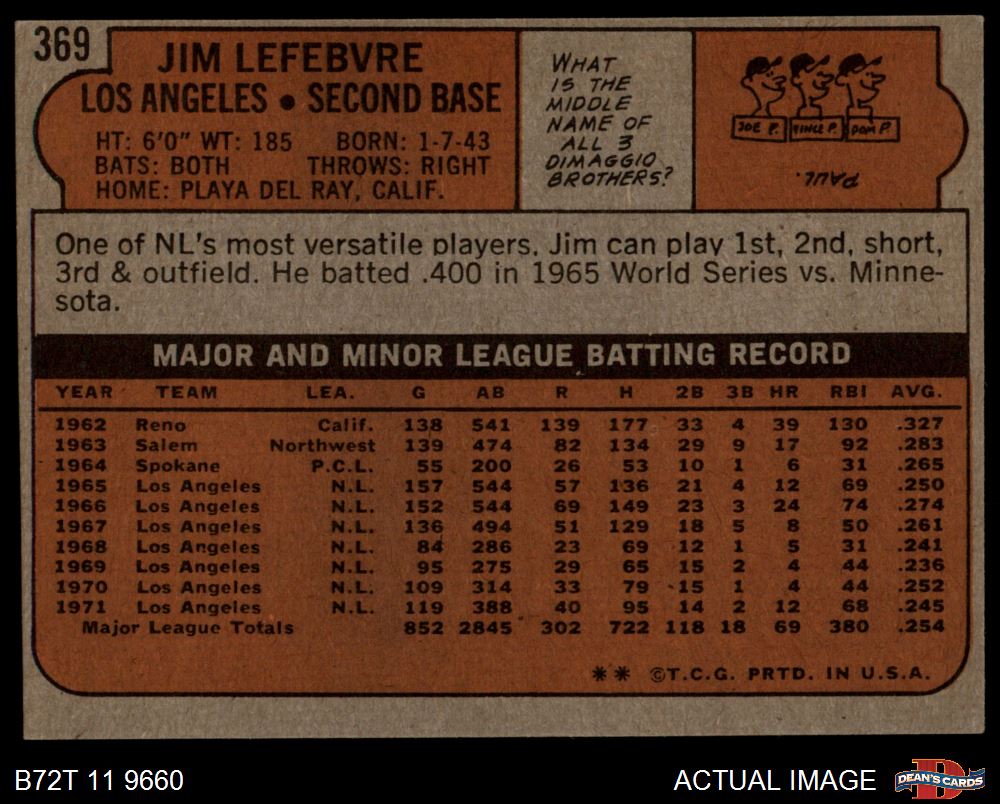 369
JIM LEFEBVRE
LOS ANGELES • SECOND BASE
HT: 6'0" WT: 185 BORN: 1-7-43
BATS: BOTH THROWS: RIGHT
HOME: PLAYA DEL RAY, CALIF.
WHAT
IS THE
MIDDLE
NAME OF
ALL 3
DIMAGGIO
BROTHERS?
JOE P. VINCE P. DOM P.
PAUL.
One of NL's most versatile players, Jim can play 1st, 2nd, short,
3rd & outfield. He batted .400 in 1965 World Series vs. Minne-
sota.
MAJOR AND MINOR LEAGUE BATTING RECORD
YEAR TEAM LEA. G AB R H 2B 3B HR RBI AVG.
1962 Reno Calif. 138 541 139 177 33 4 39 130 .327
1963 Salem Northwest 139 474 82 134 29 9 17 92 .283
1964 Spokane P.C.L. 55 200 26 53 10 1 6 31 .265
1965 Los Angeles N.L. 157 544 57 136 21 4 12 69 .250
1966 Los Angeles N.L. 152 544 69 149 23 3 24 74 .274
1967 Los Angeles N.L. 136 494 51 129 18 5 8 50 .261
1968 Los Angeles N.L. 84 286 23 69 12 1 5 31 .241
1969 Los Angeles N.L. 95 275 29 65 15 2 4 44 .236
1970 Los Angeles N.L. 109 314 33 79 15 1 4 44 .252
1971 Los Angeles N.L. 119 388 40 95 14 2 12 68 .245
Major League Totals 852 2845 302 722 118 18 69 380 .254
** ©T.C.G. PRTD. IN U.S.A.
B72T 11 9660
ACTUAL IMAGE
DEAN'S CARDS